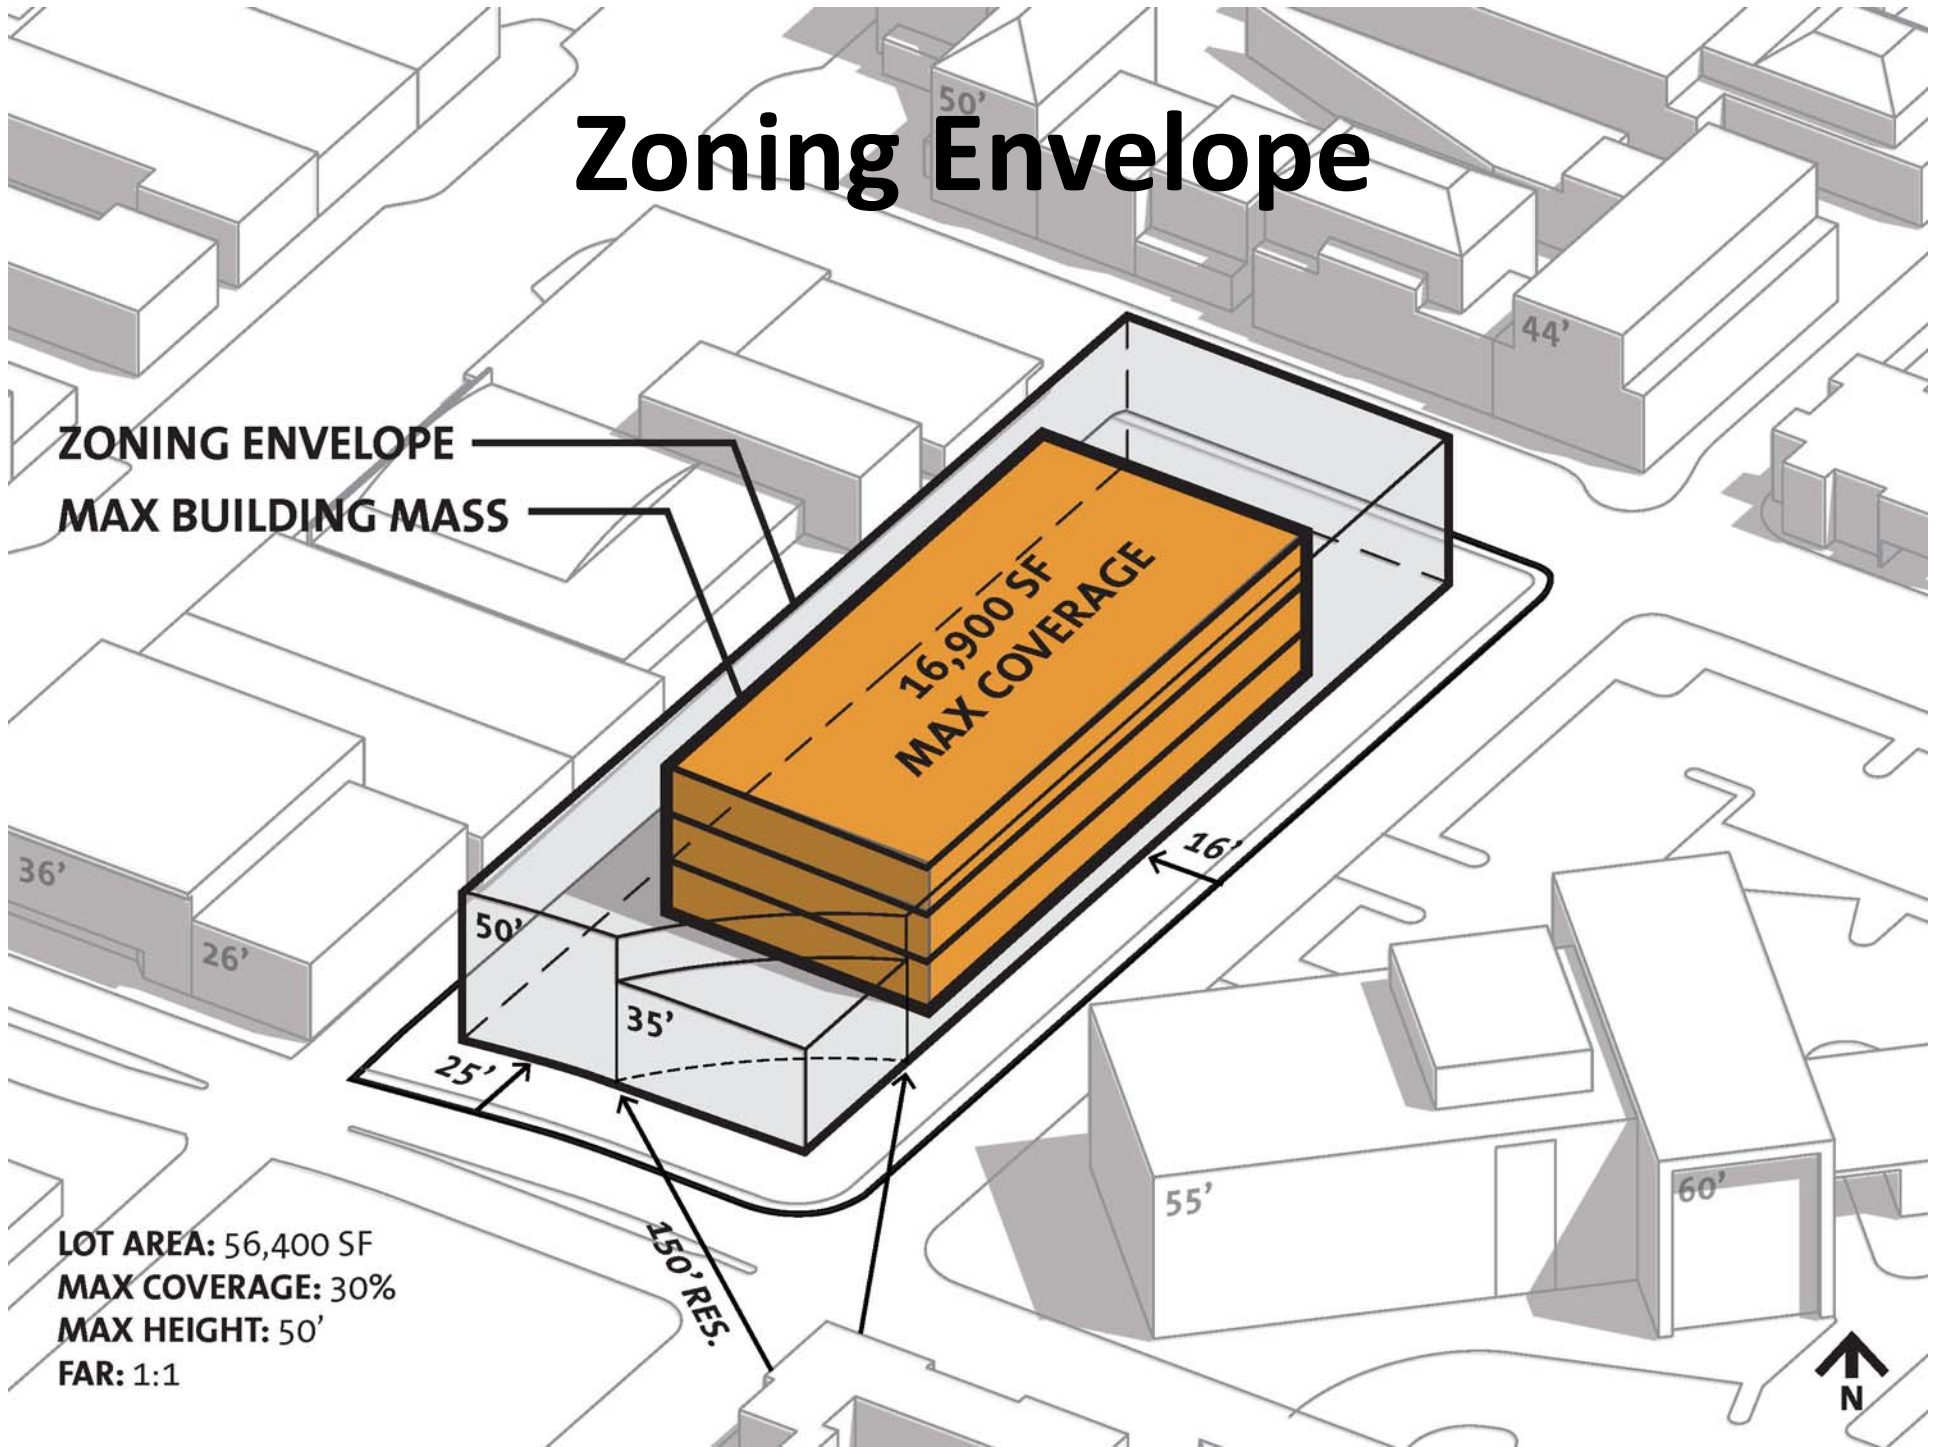 Zoning Envelope
50’
44’
ZONING ENVELOPE
MAX BUILDING MASS
16,900 SF
MAX COVERAGE
16’
36’
26’
50’
35’
25’
55’
60’
150’ RES.
LOT AREA: 56,400 SF
MAX COVERAGE: 30%
MAX HEIGHT: 50’
FAR: 1:1
N